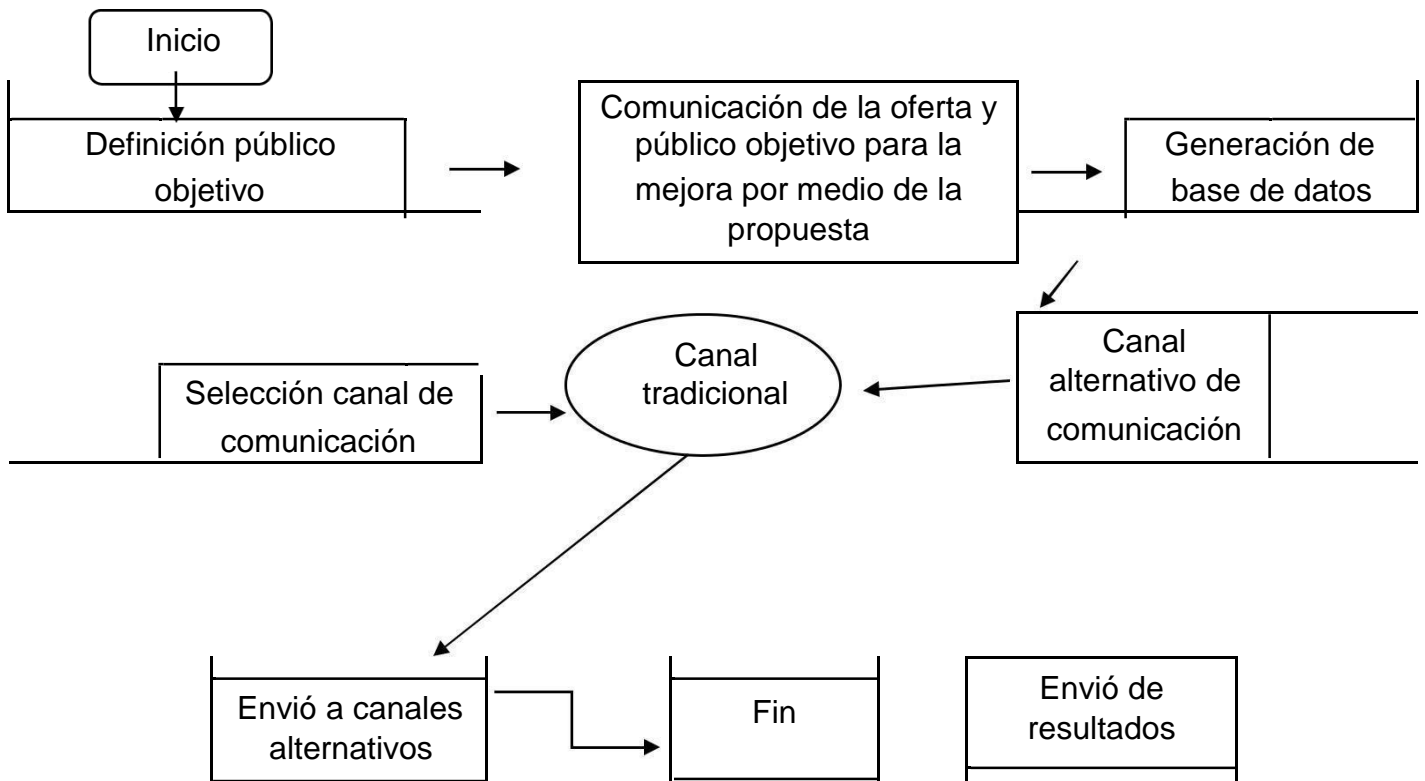 Inicio
Definición público
objetivo
Comunicación de la oferta y
público objetivo para la
mejora por medio de la
propuesta
Generación de
base de datos
Selección canal de
comunicación
Canal
tradicional
Canal
alternativo de
comunicación
Envió a canales
alternativos
Fin
Envió de
resultados